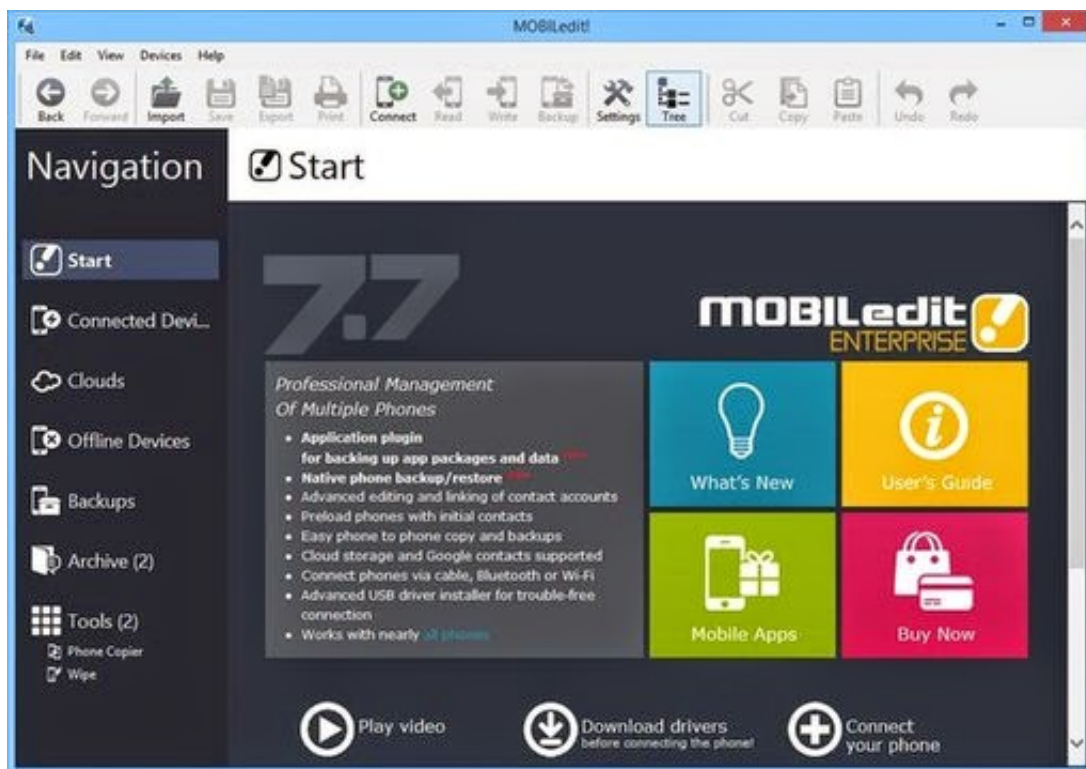 MOBILedit!
File Edit View Devices Help
Back Forward Import Save Export Print Connect Read Write Backup Settings Tree Cut Copy Paste Undo Redo
Navigation
Start
Start
Connected Devi...
Clouds
Offline Devices
Backups
Archive (2)
Tools (2)
Phone Copier
Wipe
7.7
MOBILedit!
ENTERPRISE
Professional Management
Of Multiple Phones
• Application plugin
for backing up app packages and data
• Native phone backup/restore
• Advanced editing and linking of contact accounts
• Preload phones with initial contacts
• Easy phone to phone copy and backups
• Cloud storage and Google contacts supported
• Connect phones via cable, Bluetooth or Wi-Fi
• Advanced USB driver installer for trouble-free
connection
• Works with nearly all phones
What's New
User's Guide
Mobile Apps
Buy Now
Play video
Download drivers
before connecting the phone!
Connect
your phone